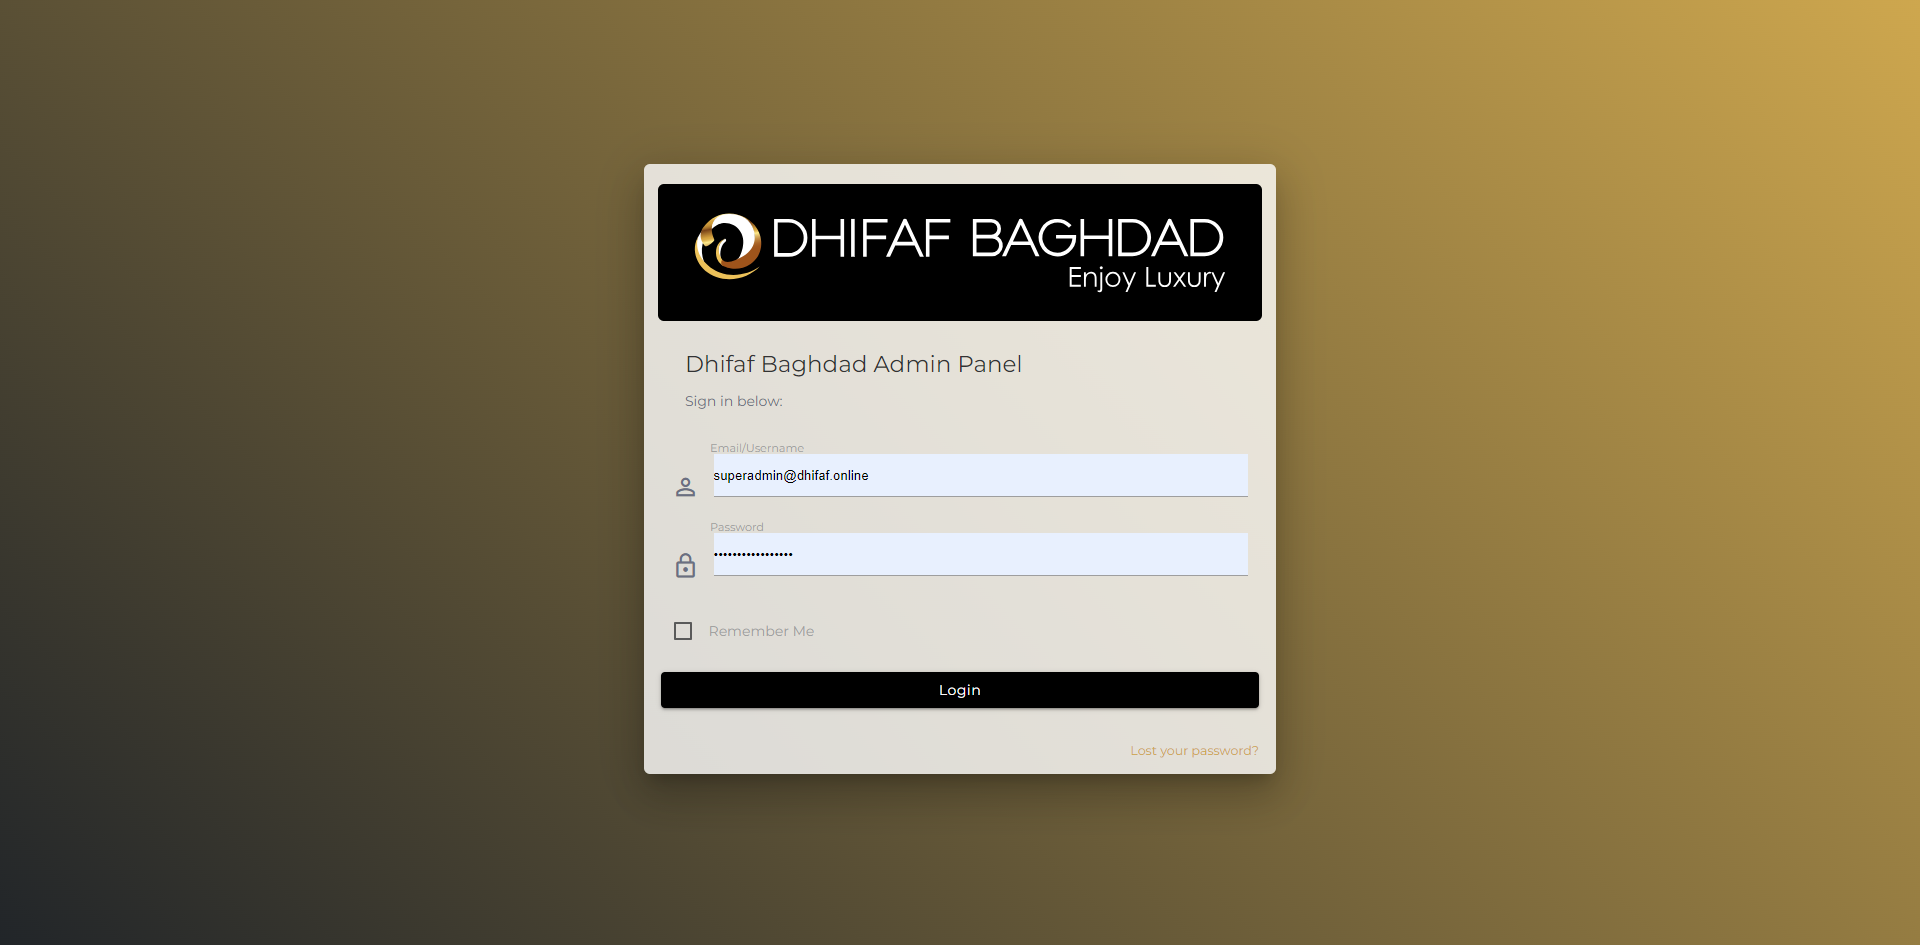 DHIFAF BAGHDAD
Enjoy Luxury
Dhifaf Baghdad Admin Panel
Sign in below:
Email/Username
superadmin@dhifaf.online
Password
•••••••••••••••••
Remember Me
Login
Lost your password?